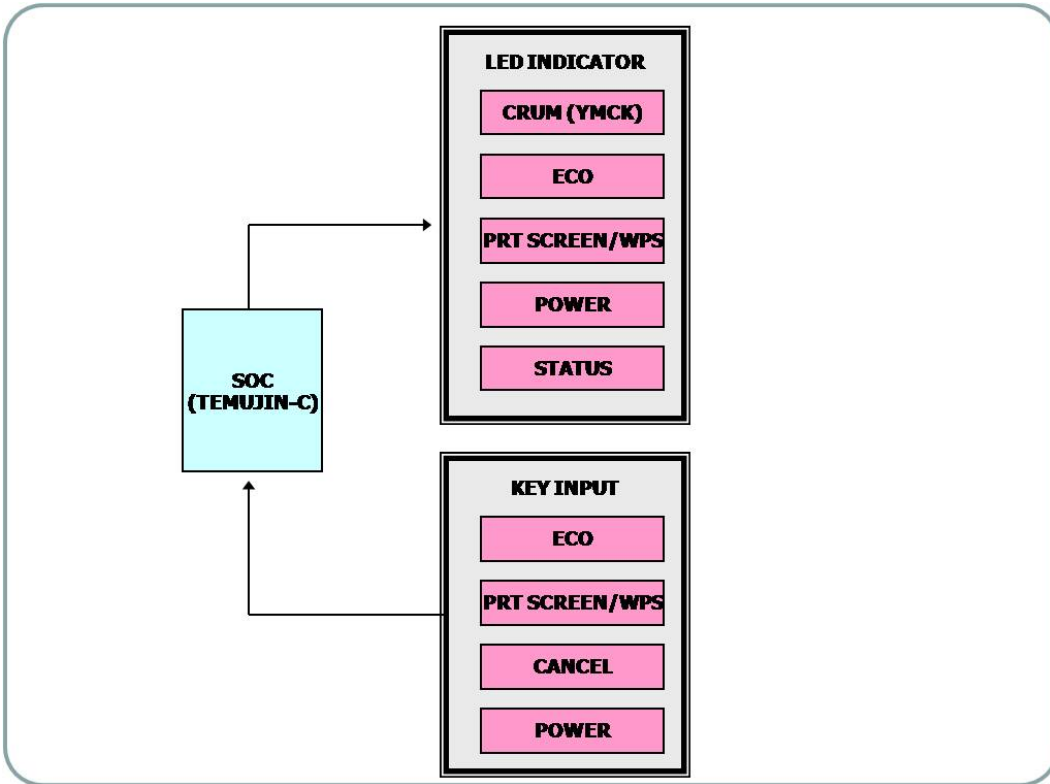 LED INDICATOR
CRUM (YMCK)
ECO
PRT SCREEN/WPS
POWER
STATUS
SOC
(TEMUJIN-C)
KEY INPUT
ECO
PRT SCREEN/WPS
CANCEL
POWER